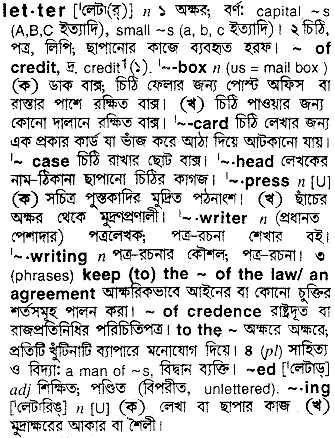 let·ter ['লেটা(র্)] n ১ অক্ষর; বর্ণ: capital ~s
(A,B,C ইত্যাদি), small ~s (a, b, c ইত্যাদি)। ২ চিঠি,
পত্র, লিপি; ছাপানোর কাজে ব্যবহৃত হরফ। ~ of
credit, দ্র. credit¹(১). '~-box n (us = mail box )
(ক) ডাক বাক্স; চিঠি ফেলার জন্য পোস্ট অফিস বা
রাস্তার পাশে রক্ষিত বাক্স। (খ) চিঠি পাওয়ার জন্য
কোনো দালানে রক্ষিত বাক্স। '~-card চিঠি লেখার জন্য
এক প্রকার কার্ড যা ভাঁজ করে আঠা দিয়ে আটকানো যায়।
'~ case চিঠি রাখার ছোট বাক্স। '~·head লেখকের
নাম-ঠিকানা ছাপানো চিঠির কাগজ। '~·press n [U]
(ক) সচিত্র পুস্তকাদির মুদ্রিত পঠনাংশ। (খ) ছাঁচের
অক্ষর থেকে মুদ্রণপ্রণালী। '~-writer n (প্রধানত
পেশাদার) পত্রলেখক; পত্র-রচনা শেখার বই।
'~-writing n পত্র-রচনার কৌশল; পত্র-রচনা। ৩
(phrases) keep (to) the ~ of the law/ an
agreement আক্ষরিকভাবে আইনের বা কোনো চুক্তির
শর্তসমূহ পালন করা। ~ of credence রাষ্ট্রদূত বা
রাজপ্রতিনিধির পরিচিতিপত্র। to the ~ অক্ষরে অক্ষরে;
প্রতিটি খুঁটিনাটি ব্যাপারে মনোযোগ দিয়ে। ৪ (pl) সাহিত্য
ও বিদ্যা: a man of ~s, বিদ্বান ব্যক্তি। ~ed ['লেটাড্]
adj শিক্ষিত; পণ্ডিত (বিপরীত, unlettered). ~·ing
['লেটারিঙ্] n [U] (ক) লেখা বা ছাপার কাজ (খ)
মুদ্রাক্ষরের আকার বা শৈলী।